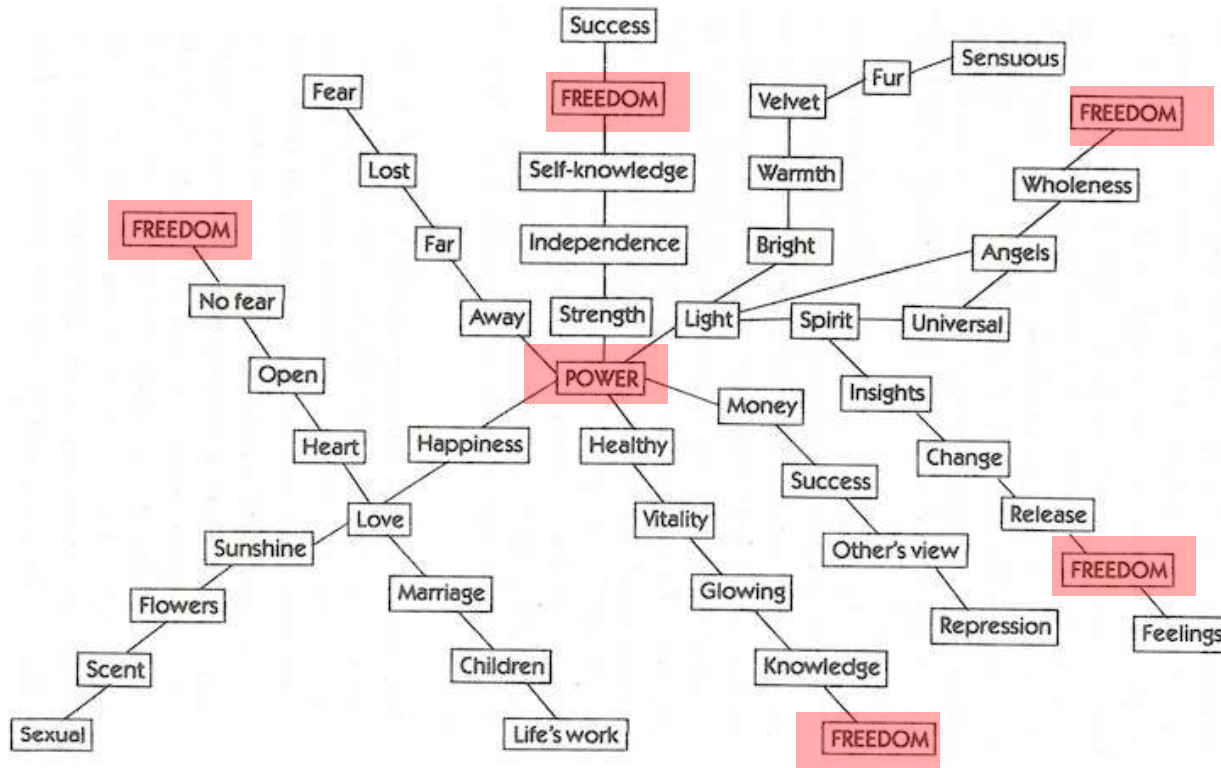 Success
Sensuous
Fur
Fear
FREEDOM
Velvet
FREEDOM
Lost
Self-knowledge
Warmth
Wholeness
FREEDOM
Far
Independence
Bright
Angels
No fear
Away
Strength
Light
Spirit
Universal
Open
POWER
Insights
Money
Heart
Happiness
Healthy
Change
Success
Love
Vitality
Release
Sunshine
Other's view
FREEDOM
Flowers
Marriage
Glowing
Repression
Feelings
Scent
Children
Knowledge
Sexual
Life's work
FREEDOM